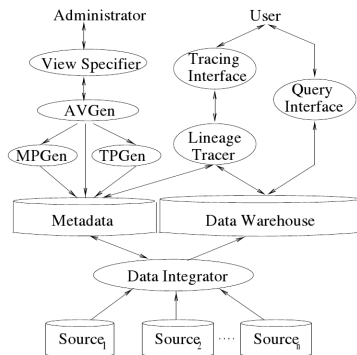 Administrator
User
View Specifier
Tracing
Interface
Query
Interface
AVGen
MPGen
TPGen
Lineage
Tracer
Metadata
Data Warehouse
Data Integrator
Source1
Source2
....
Sourcen